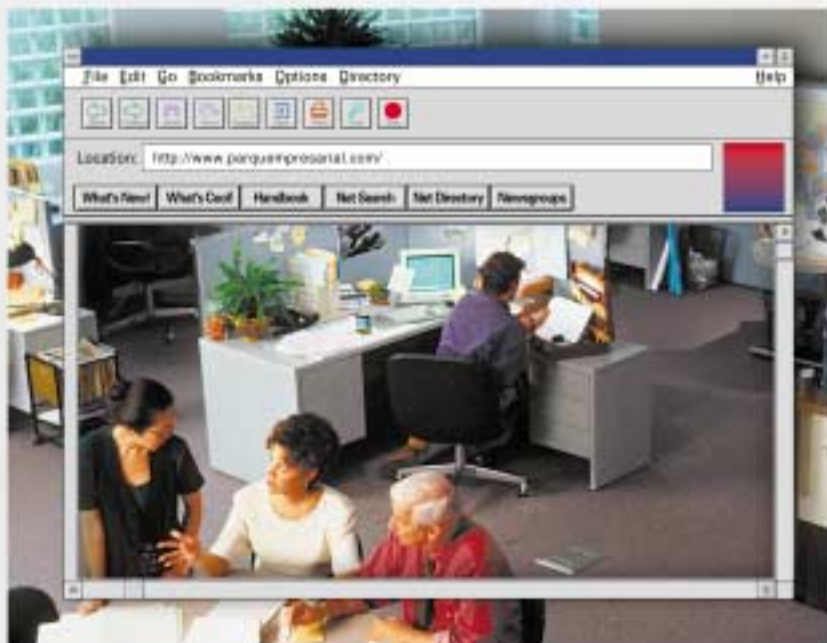 File Edit Go Bookmarks Options Directory Help
Location: http://www.parquempresarial.com/
What's New! What's Cool! Handbook Net Search Net Directory Newsgroups